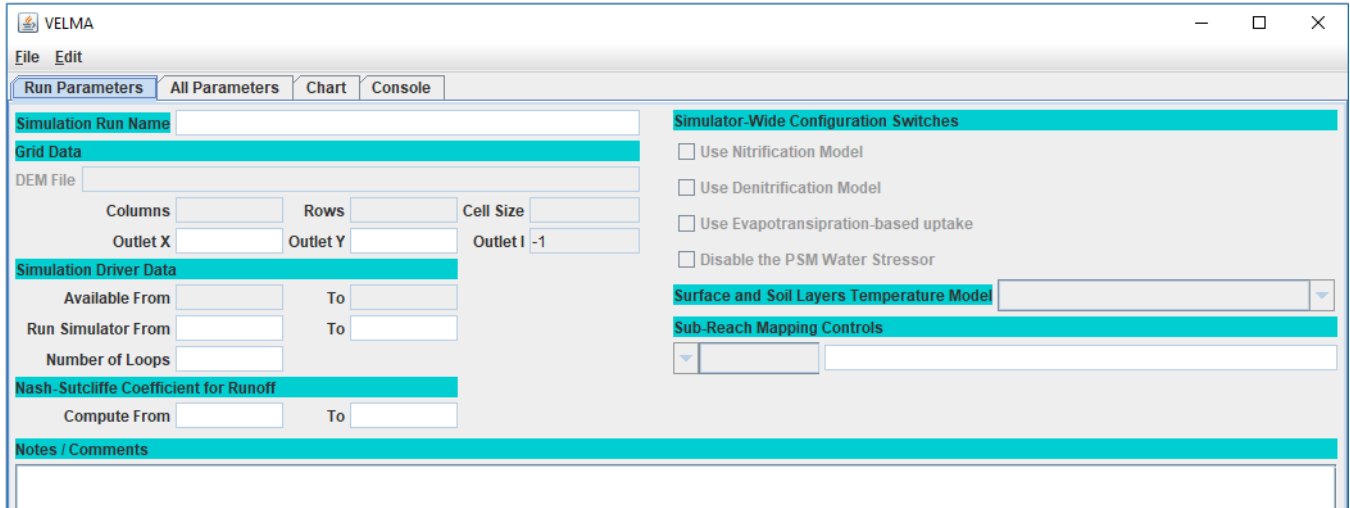 VELMA
File Edit
Run Parameters All Parameters Chart Console
Simulation Run Name
Grid Data
DEM File
Columns Rows Cell Size
Outlet X Outlet Y Outlet I -1
Simulation Driver Data
Available From To
Run Simulator From To
Number of Loops
Nash-Sutcliffe Coefficient for Runoff
Compute From To
Simulator-Wide Configuration Switches
Use Nitrification Model
Use Denitrification Model
Use Evapotransipration-based uptake
Disable the PSM Water Stressor
Surface and Soil Layers Temperature Model
Sub-Reach Mapping Controls
Notes / Comments